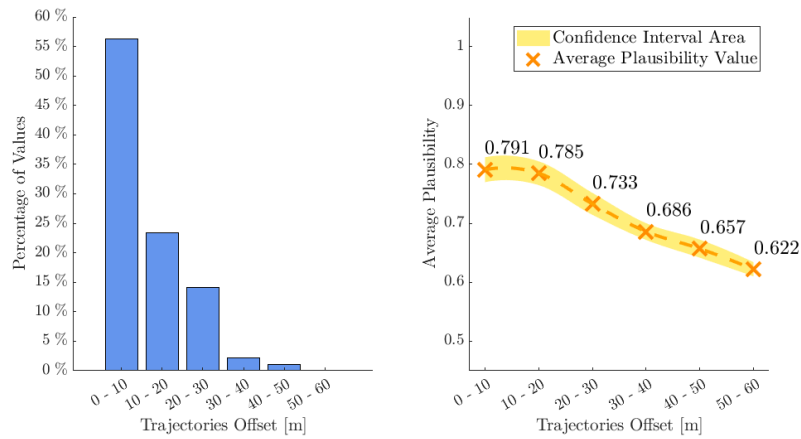 60 %
55 %
50 %
45 %
40 %
35 %
30 %
25 %
20 %
15 %
10 %
5 %
0 %
Percentage of Values
0 - 10
10 - 20
20 - 30
30 - 40
40 - 50
50 - 60
Trajectories Offset [m]
Confidence Interval Area
Average Plausibility Value
1
0.9
0.8
0.7
0.6
0.5
Average Plausibility
0.791
0.785
0.733
0.686
0.657
0.622
0 - 10
10 - 20
20 - 30
30 - 40
40 - 50
50 - 60
Trajectories Offset [m]